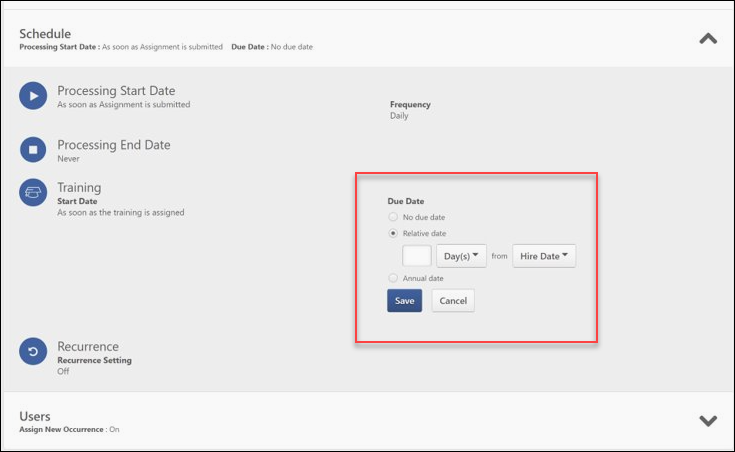 Schedule
Processing Start Date : As soon as Assignment is submitted Due Date : No due date
Processing Start Date
As soon as Assignment is submitted
Frequency
Daily
Processing End Date
Never
Training
Start Date
As soon as the training is assigned
Due Date
No due date
Relative date
Day(s) from Hire Date
Annual date
Save Cancel
Recurrence
Recurrence Setting
Off
Users
Assign New Occurrence : On